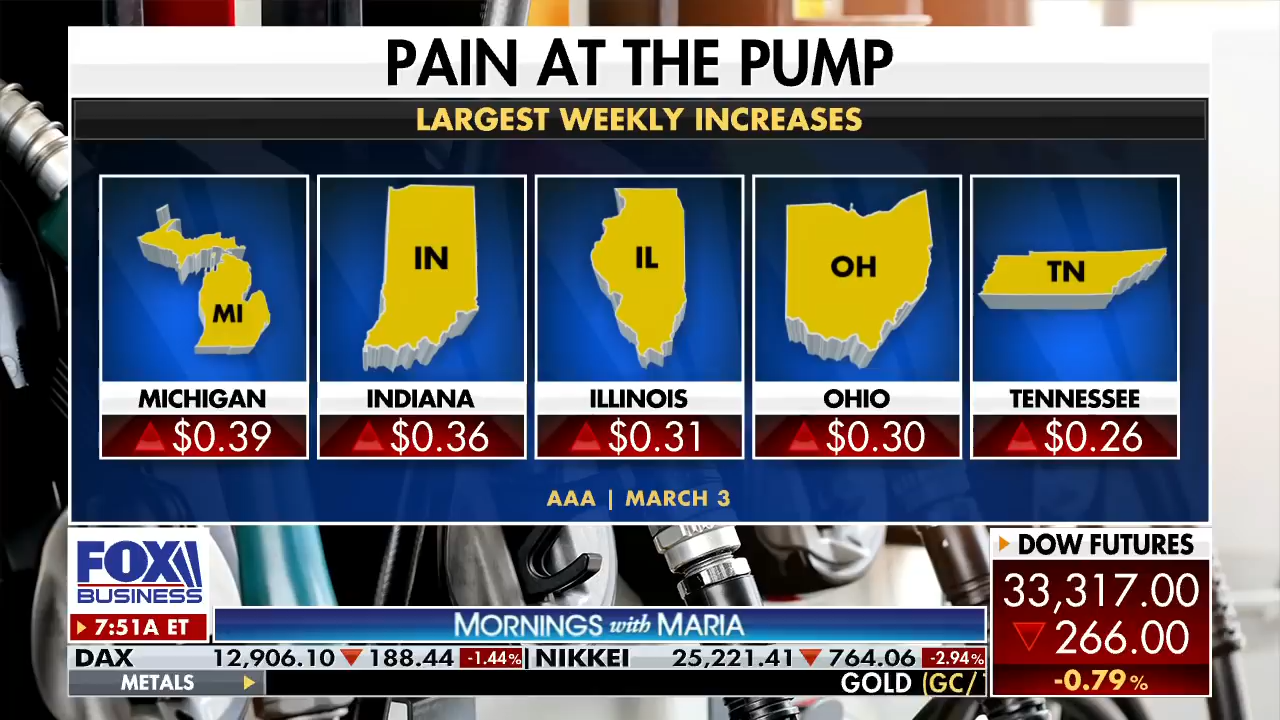 PAIN AT THE PUMP
LARGEST WEEKLY INCREASES
MI
IN
IL
OH
TN
MICHIGAN
INDIANA
ILLINOIS
OHIO
TENNESSEE
$0.39
$0.36
$0.31
$0.30
$0.26
AAA | MARCH 3
FOX
BUSINESS
7:51A ET
MORNINGS with MARIA
DOW FUTURES
33,317.00
266.00
-0.79%
DAX 12,906.10 188.44 -1.44% NIKKEI 25,221.41 764.06 -2.94%
METALS GOLD (GC/